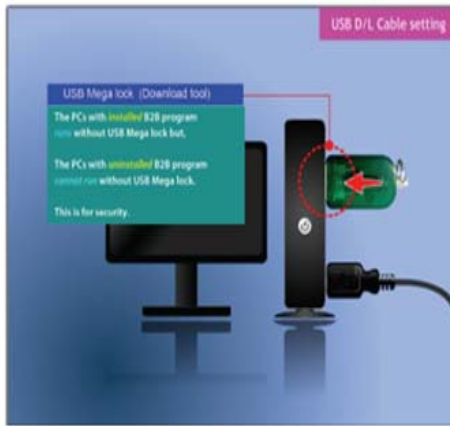 USB D/L Cable setting
USB Mega lock (Download tool)
The PCs with installed B2B program
runs without USB Mega lock but,
The PCs with uninstalled B2B program
cannot run without USB Mega lock.
This is for security.